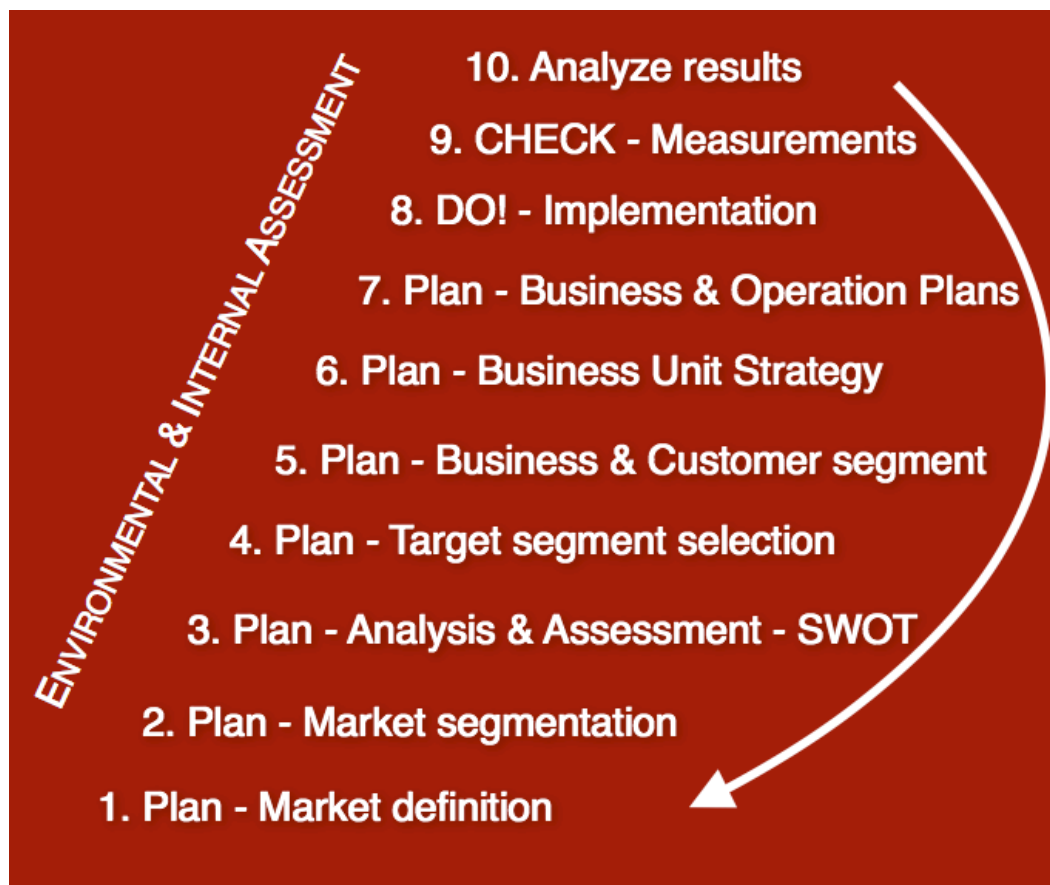 ENVIRONMENTAL & INTERNAL ASSESSMENT
10. Analyze results
9. CHECK - Measurements
8. DO! - Implementation
7. Plan - Business & Operation Plans
6. Plan - Business Unit Strategy
5. Plan - Business & Customer segment
4. Plan - Target segment selection
3. Plan - Analysis & Assessment - SWOT
2. Plan - Market segmentation
1. Plan - Market definition